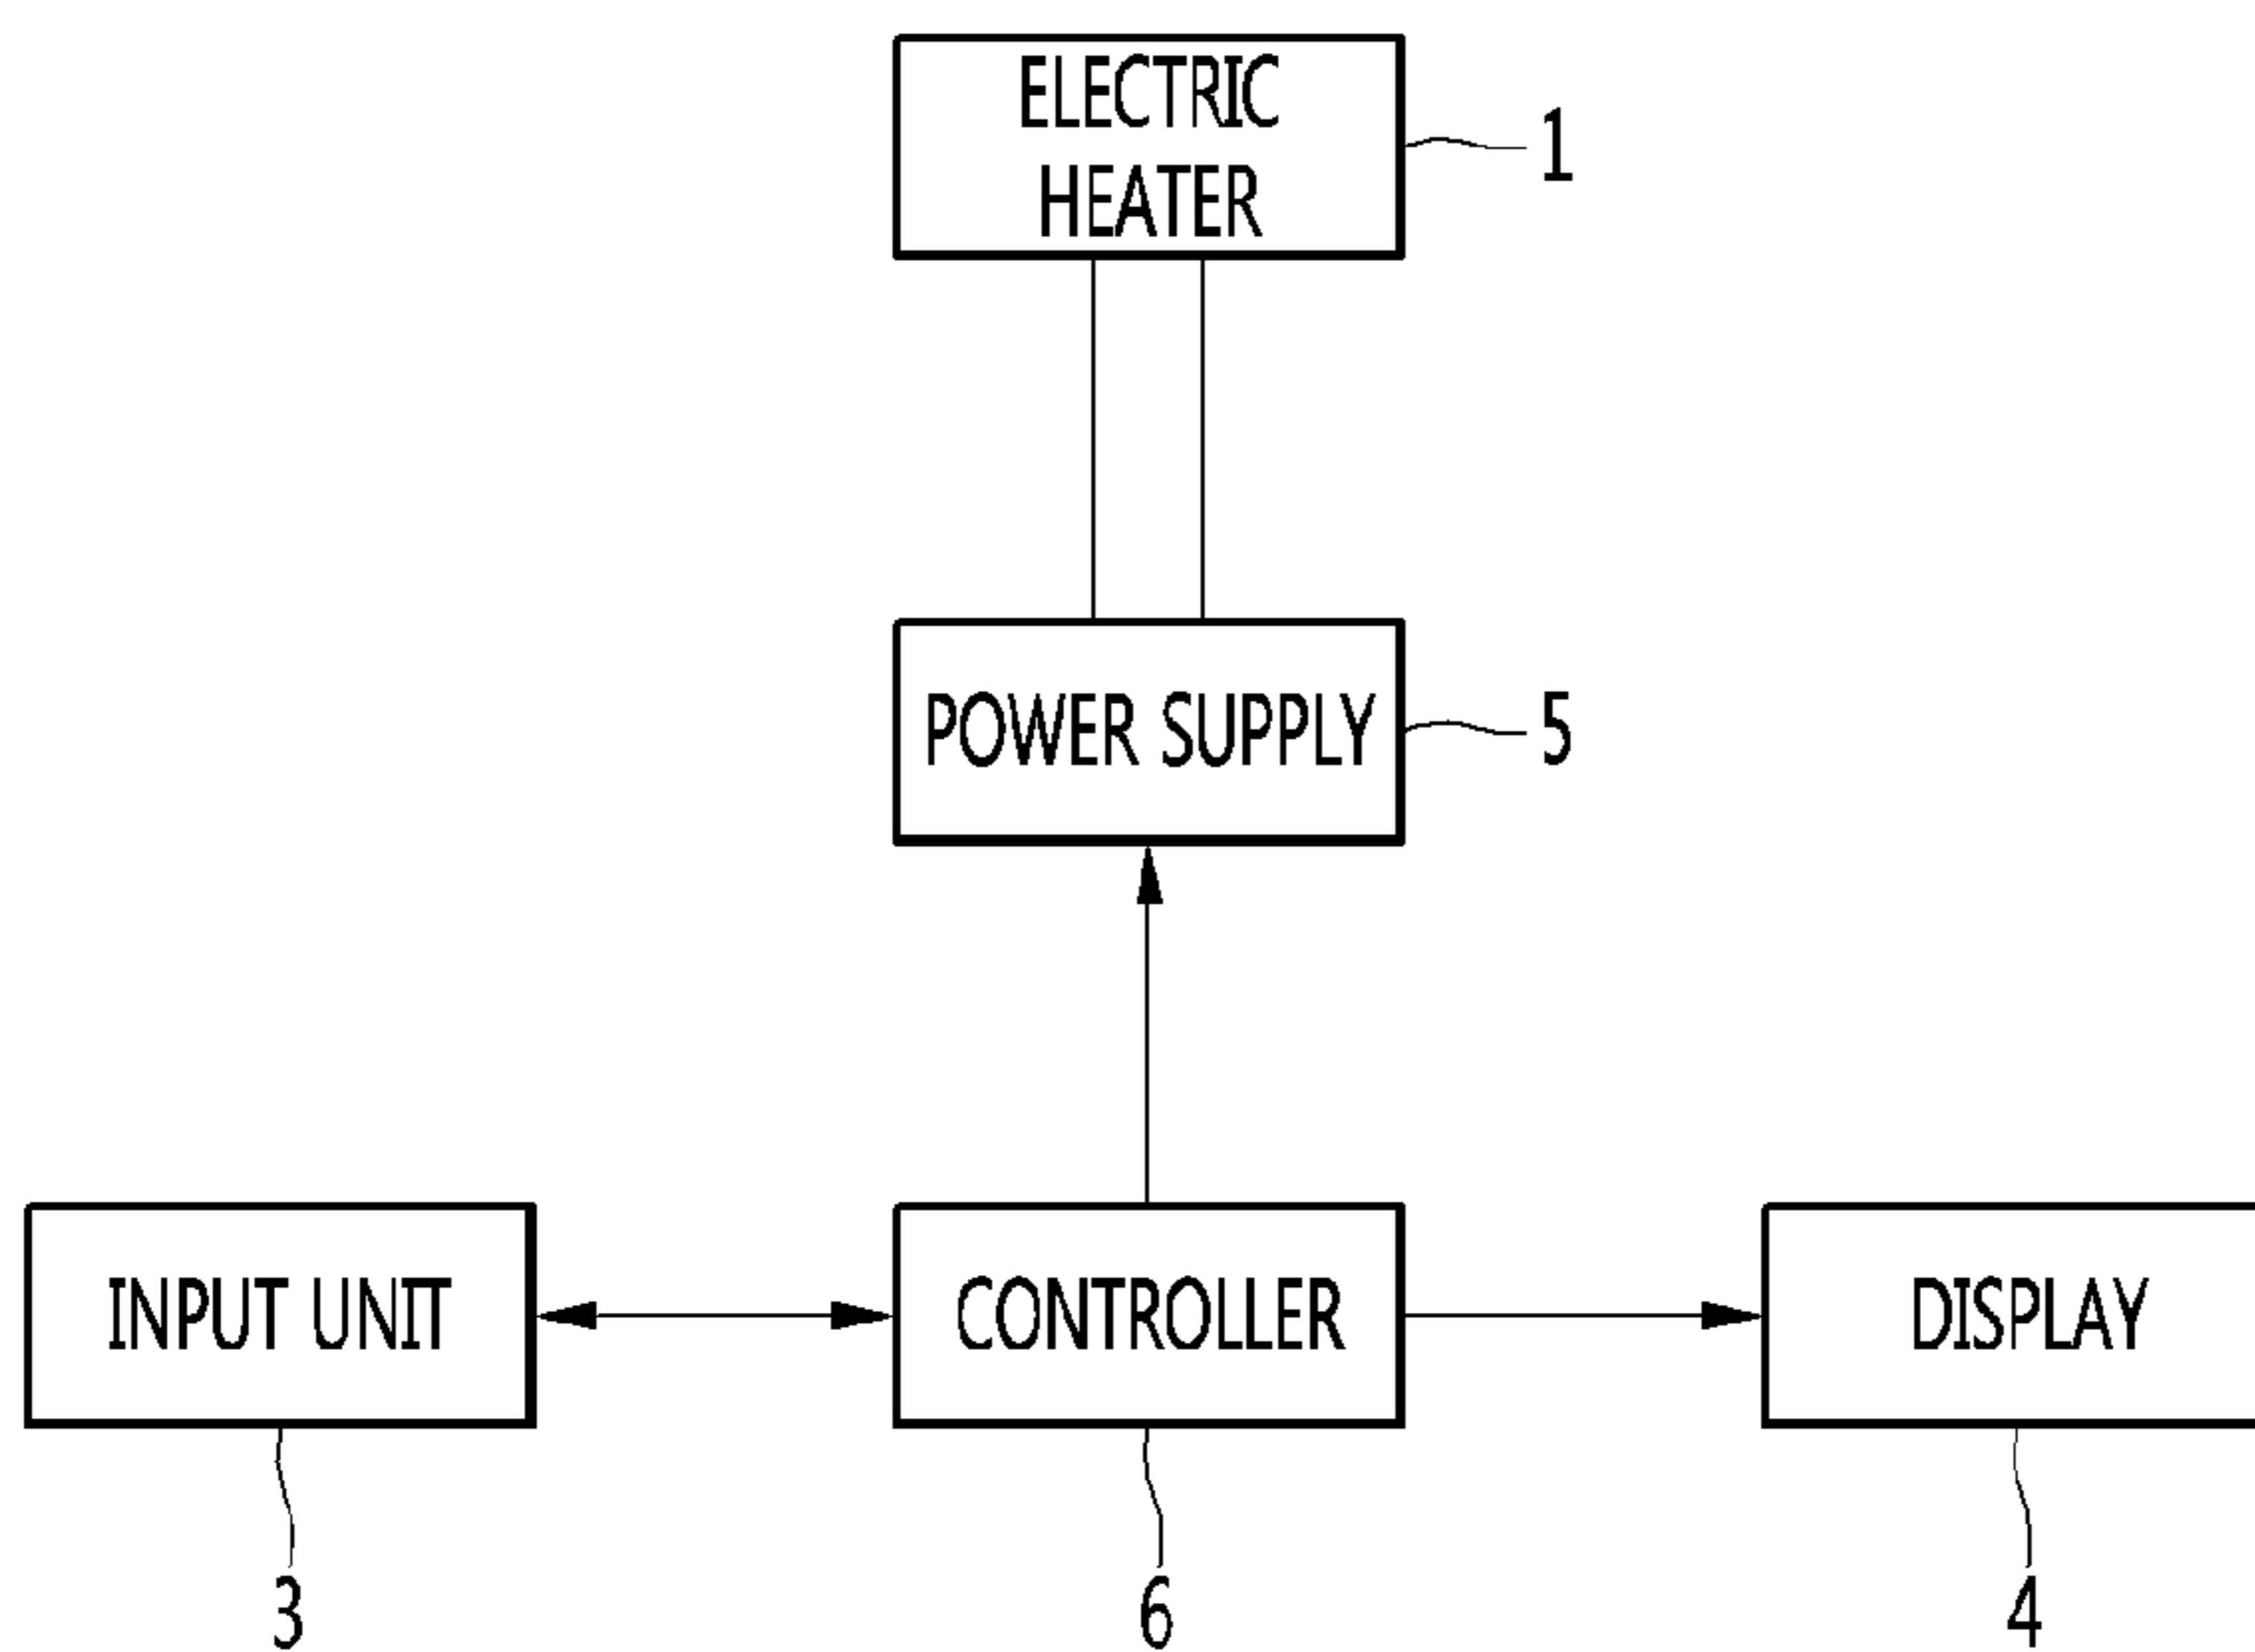 ELECTRIC
HEATER
1
POWER SUPPLY
5
INPUT UNIT
CONTROLLER
DISPLAY
3
6
4